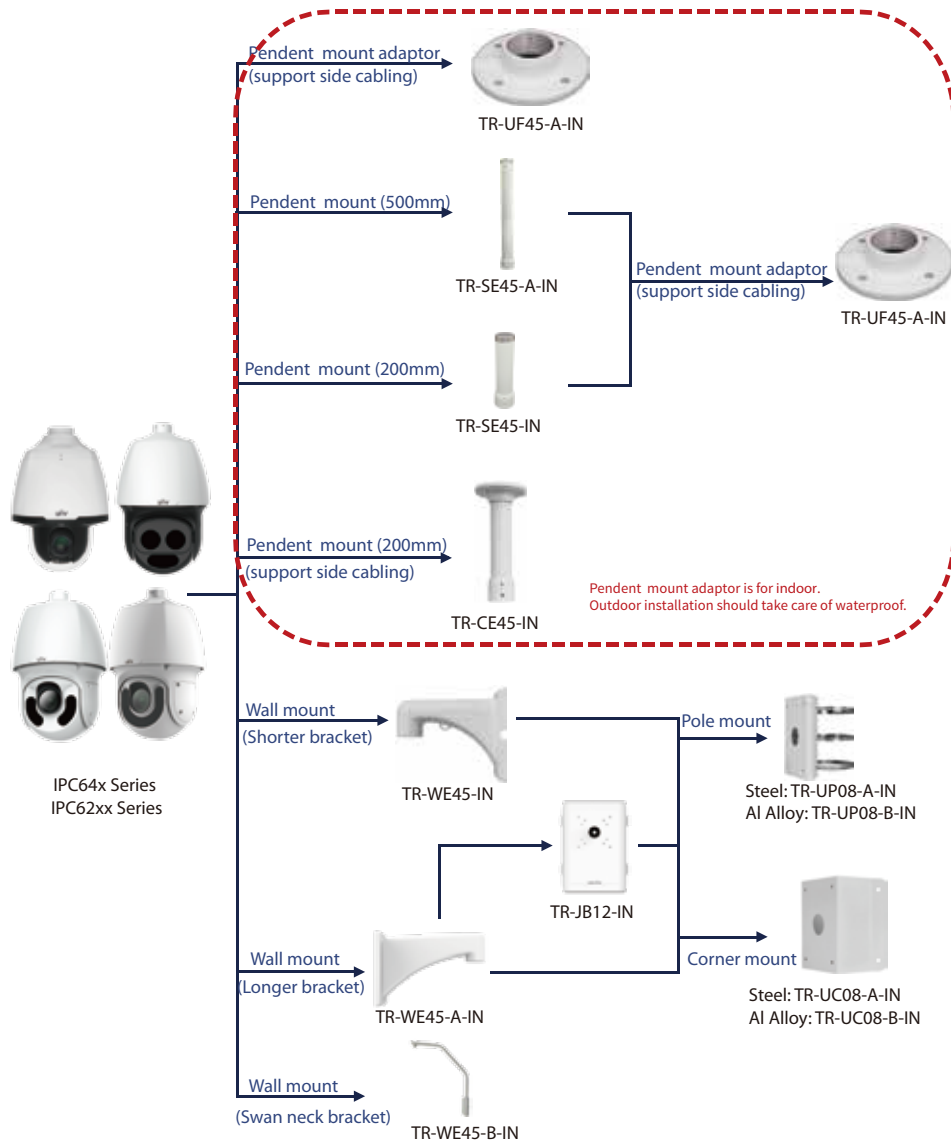 Pendent mount adaptor
(support side cabling)
TR-UF45-A-IN
Pendent mount (500mm)
TR-SE45-A-IN
Pendent mount adaptor
(support side cabling)
TR-UF45-A-IN
Pendent mount (200mm)
TR-SE45-IN
Pendent mount (200mm)
(support side cabling)
TR-CE45-IN
Pendent mount adaptor is for indoor.
Outdoor installation should take care of waterproof.
IPC64x Series
IPC62xx Series
Wall mount
(Shorter bracket)
TR-WE45-IN
Pole mount
Steel: TR-UP08-A-IN
Al Alloy: TR-UP08-B-IN
TR-JB12-IN
Wall mount
(Longer bracket)
TR-WE45-A-IN
Corner mount
Steel: TR-UC08-A-IN
Al Alloy: TR-UC08-B-IN
Wall mount
(Swan neck bracket)
TR-WE45-B-IN